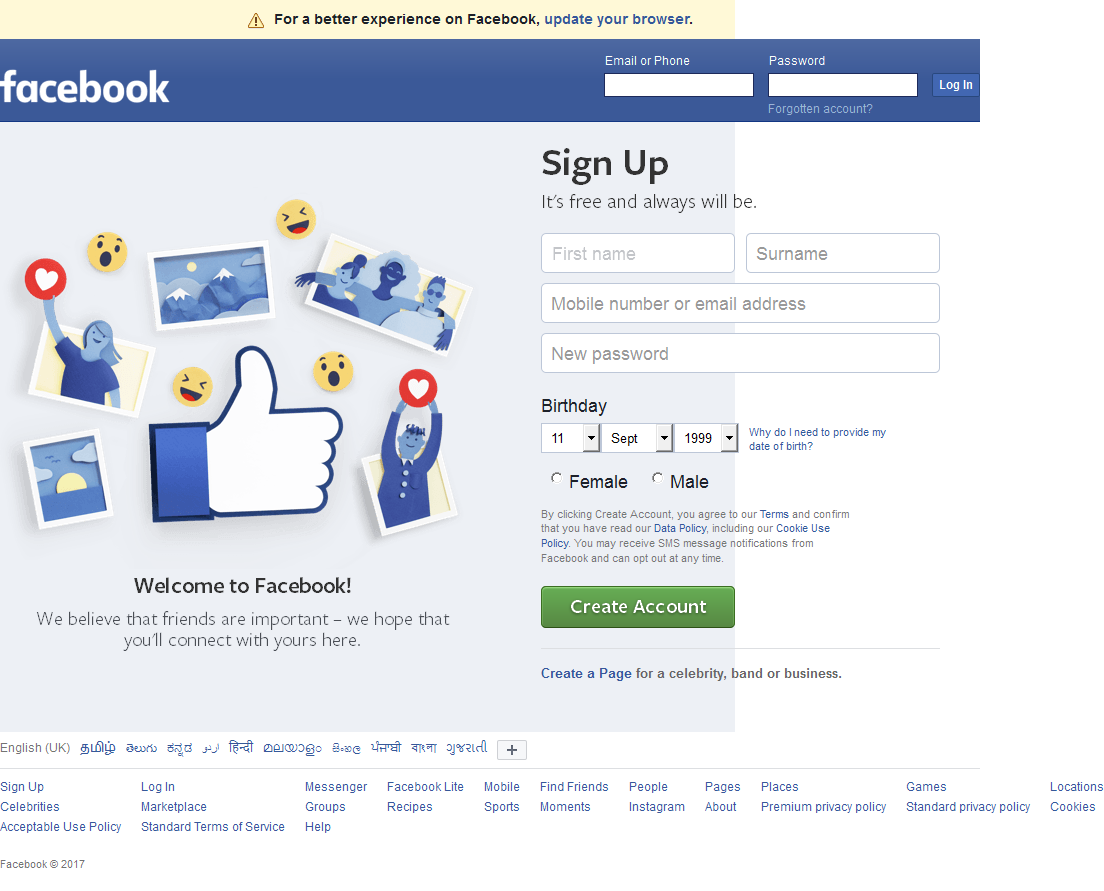 For a better experience on Facebook, update your browser.
facebook
Email or Phone
Password
Log In
Forgotten account?
Sign Up
It's free and always will be.
First name
Surname
Mobile number or email address
New password
Birthday
11 Sept 1999
Why do I need to provide my
date of birth?
Female Male
By clicking Create Account, you agree to our Terms and confirm
that you have read our Data Policy, including our Cookie Use
Policy. You may receive SMS message notifications from
Facebook and can opt out at any time.
Create Account
Create a Page for a celebrity, band or business.
Welcome to Facebook!
We believe that friends are important – we hope that
you'll connect with yours here.
English (UK) தமிழ் తెలుగు ಕನ್ನಡ اردو हिन्दी മലയാളം සිංහල ਪੰਜਾਬੀ বাংলা ગુજરાતી +
Sign Up Log In Messenger Facebook Lite Mobile Find Friends People Pages Places Games Locations
Celebrities Marketplace Groups Recipes Sports Moments Instagram About Premium privacy policy Standard privacy policy Cookies
Acceptable Use Policy Standard Terms of Service Help
Facebook © 2017